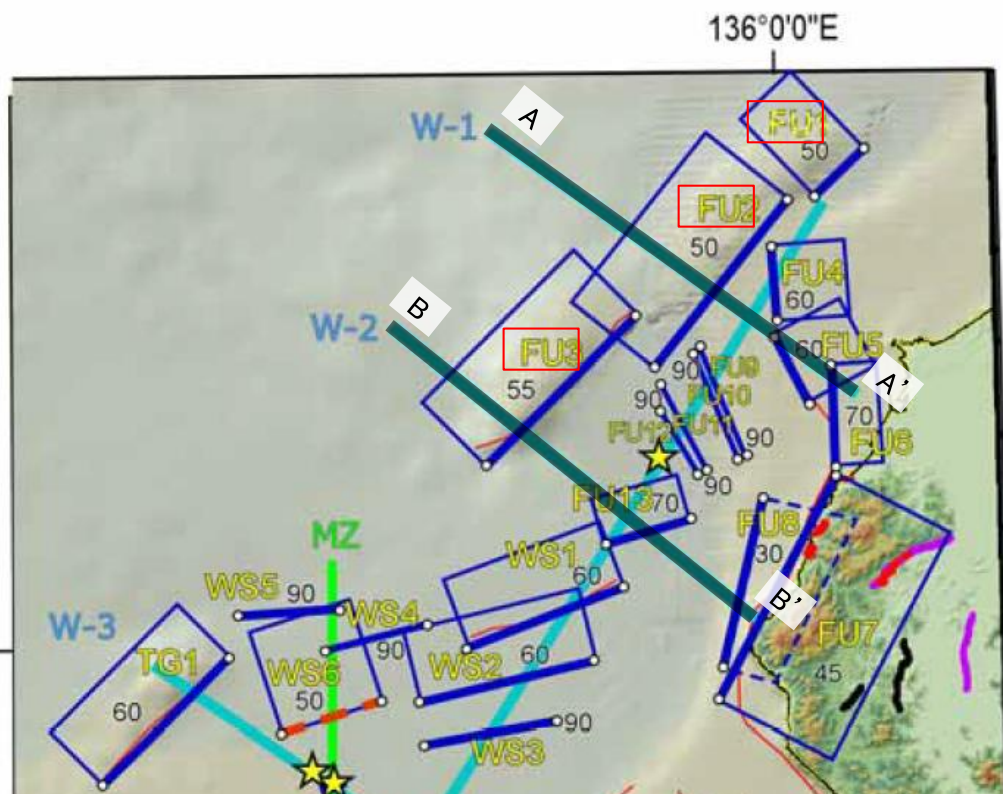 136°0'0"E
W-1
A
FU1
50
FU2
50
FU4
60
B
W-2
FU3
55
60
FU5
A'
FU9
90
FU10
90
70
FU12
FU11
FU6
90
90
FU13
70
FU8
30
MZ
WS1
60
WS5
90
B'
WS4
W-3
FU7
TG1
90
WS2
60
WS6
45
50
60
90
WS3